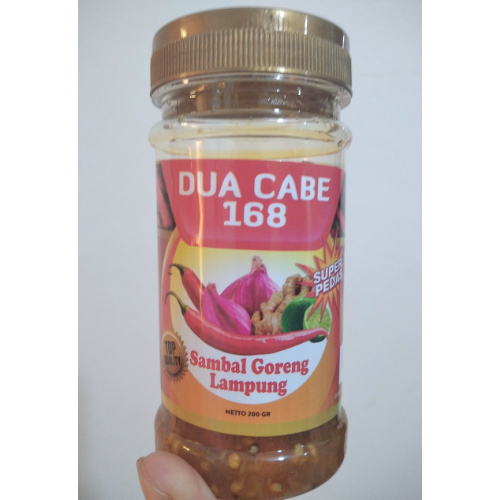 DUA CABE
168
SUPER
PEDAS
TOP
QUALITY
Sambal Goreng
Lampung
NETTO 200 GR